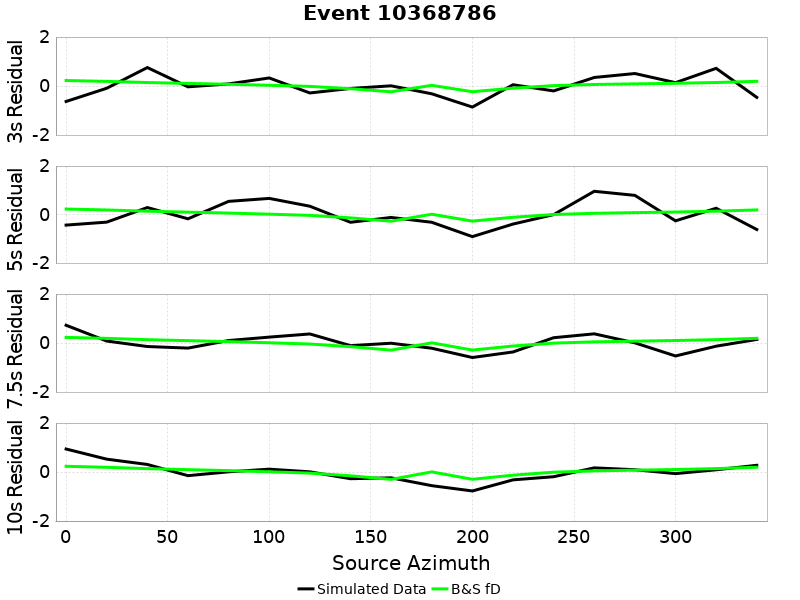 Event 10368786
3s Residual
2
0
-2
5s Residual
2
0
-2
7.5s Residual
2
0
-2
10s Residual
2
0
-2
0 50 100 150 200 250 300
Source Azimuth
Simulated Data B&S fD